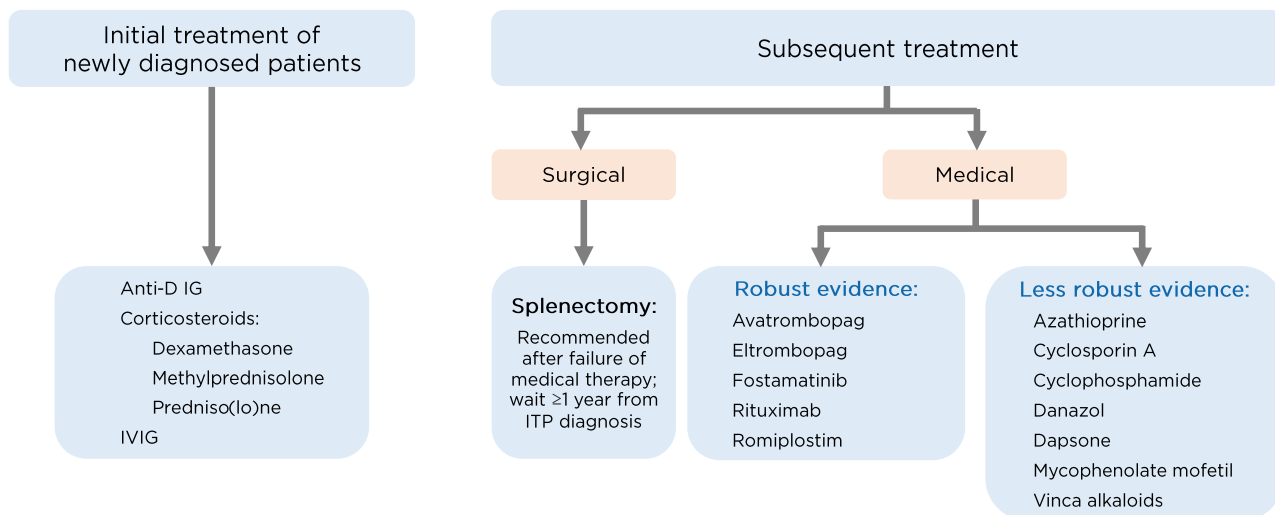 Initial treatment of
newly diagnosed patients
Anti-D IG
Corticosteroids:
Dexamethasone
Methylprednisolone
Predniso(lo)ne
IVIG
Subsequent treatment
Surgical
Splenectomy:
Recommended
after failure of
medical therapy;
wait ≥1 year from
ITP diagnosis
Medical
Robust evidence:
Avatrombopag
Eltrombopag
Fostamatinib
Rituximab
Romiplostim
Less robust evidence:
Azathioprine
Cyclosporin A
Cyclophosphamide
Danazol
Dapsone
Mycophenolate mofetil
Vinca alkaloids